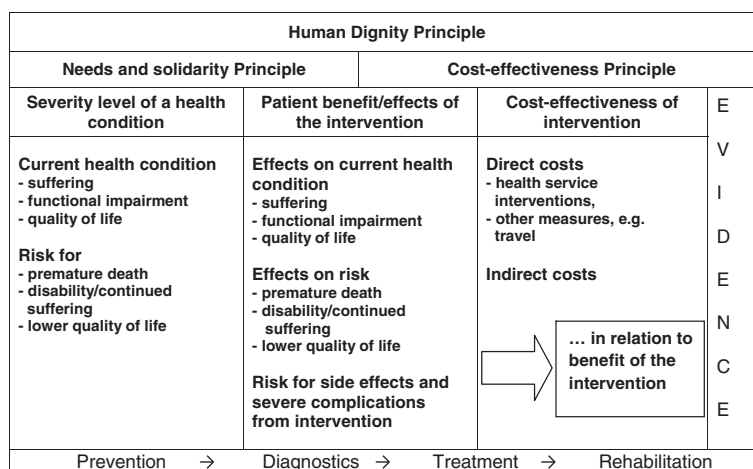 Human Dignity Principle
Needs and solidarity Principle
Cost-effectiveness Principle
Severity level of a health
condition
Patient benefit/effects of
the intervention
Cost-effectiveness of
intervention
Current health condition
- suffering
- functional impairment
- quality of life
Risk for
- premature death
- disability/continued
suffering
- lower quality of life
Effects on current health
condition
- suffering
- functional impairment
- quality of life
Effects on risk
- premature death
- disability/continued
suffering
- lower quality of life
Risk for side effects and
severe complications
from intervention
Direct costs
- health service
interventions,
- other measures, e.g.
travel
Indirect costs
... in relation to
benefit of the
intervention
E
V
I
D
E
N
C
E
Prevention → Diagnostics → Treatment → Rehabilitation